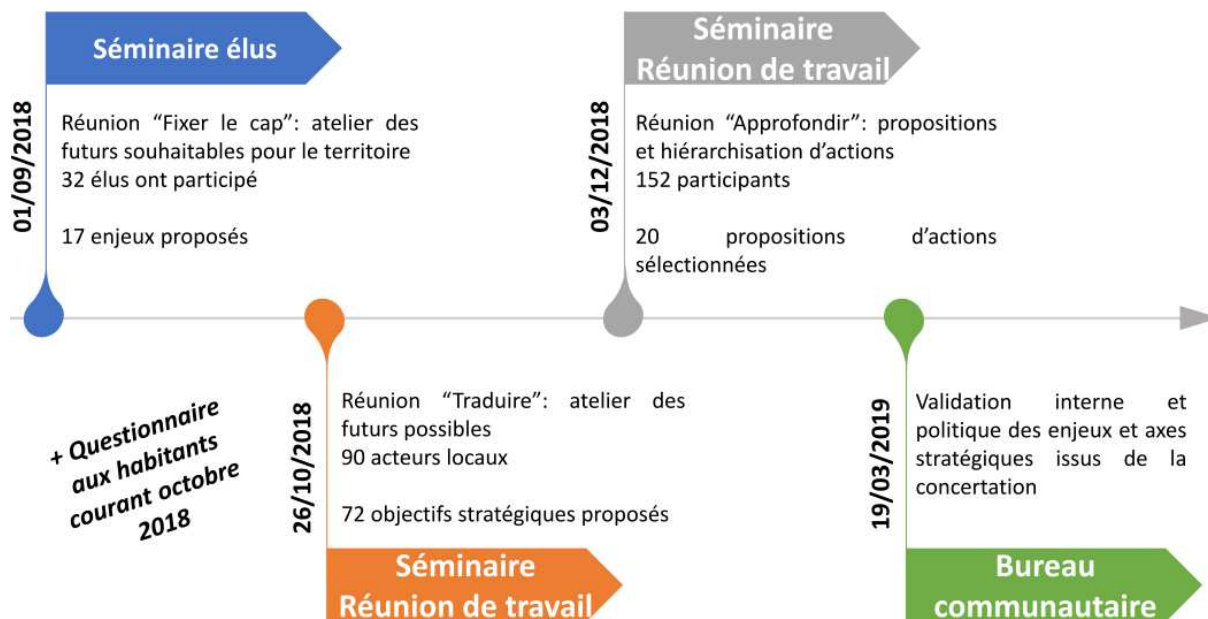 Séminaire élus
01/09/2018
Réunion “Fixer le cap”: atelier des
futurs souhaitables pour le territoire
32 élus ont participé
17 enjeux proposés
+ Questionnaire
aux habitants
courant octobre
2018
26/10/2018
Réunion “Traduire”: atelier des
futurs possibles
90 acteurs locaux
72 objectifs stratégiques proposés
Séminaire
Réunion de travail
Séminaire
Réunion de travail
03/12/2018
Réunion “Approfondir”: propositions
et hiérarchisation d’actions
152 participants
20 propositions d’actions
sélectionnées
19/03/2019
Validation interne et
politique des enjeux et axes
stratégiques issus de la
concertation
Bureau
communautaire